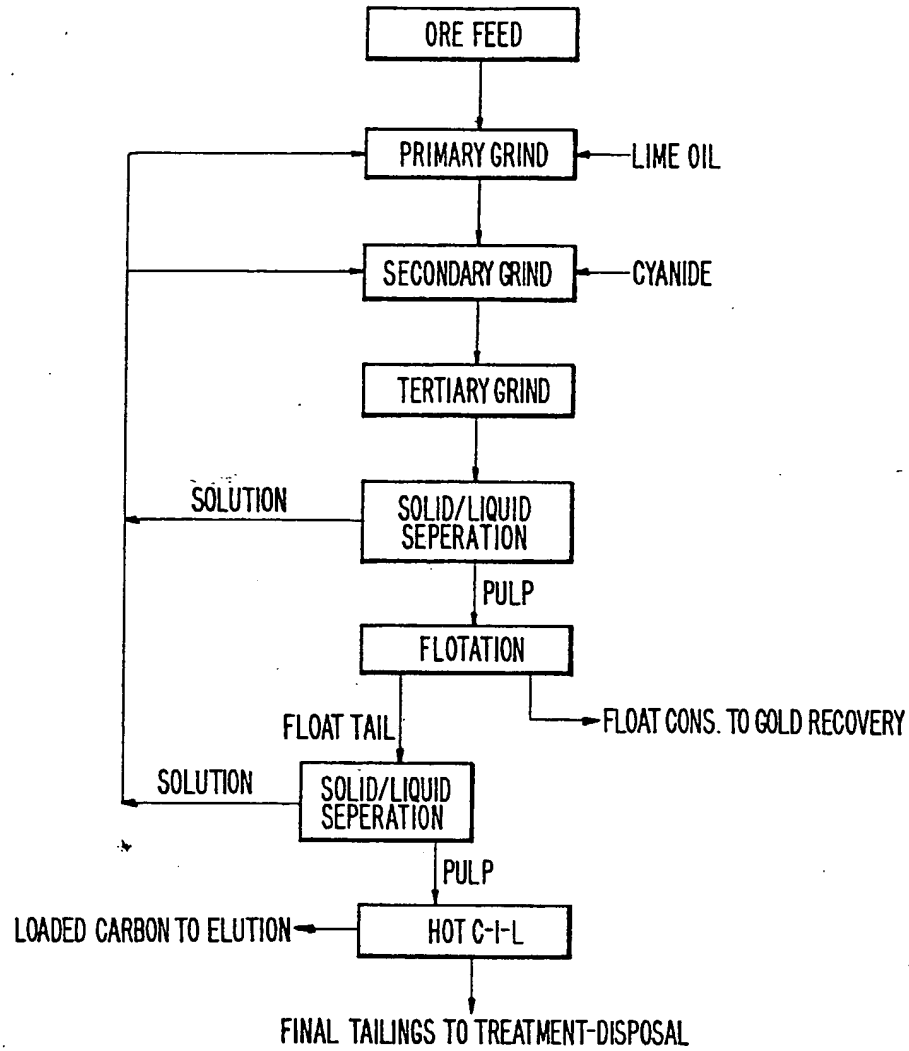 ORE FEED
PRIMARY GRIND
LIME OIL
SECONDARY GRIND
CYANIDE
TERTIARY GRIND
SOLUTION
SOLID/LIQUID
SEPERATION
PULP
FLOTATION
FLOAT TAIL
FLOAT CONS. TO GOLD RECOVERY
SOLUTION
SOLID/LIQUID
SEPERATION
PULP
LOADED CARBON TO ELUTION
HOT C-I-L
FINAL TAILINGS TO TREATMENT-DISPOSAL